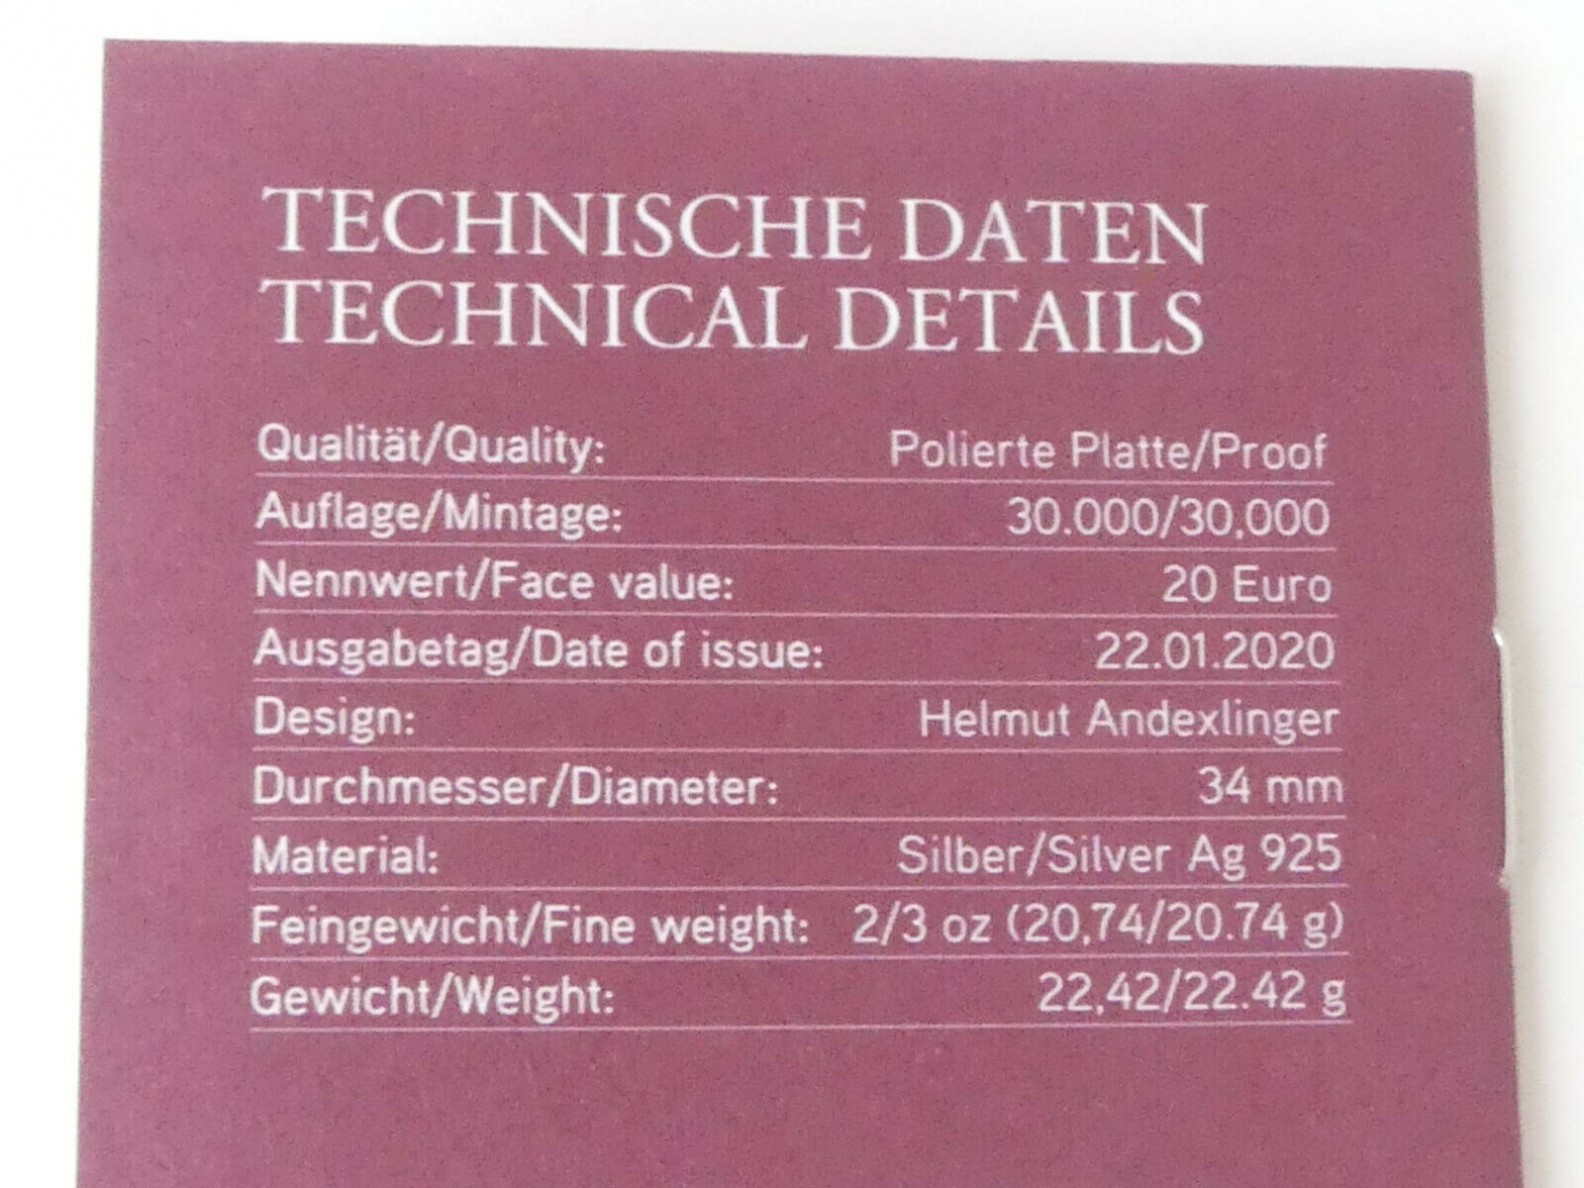 TECHNISCHE DATEN
TECHNICAL DETAILS
Qualität/Quality: Polierte Platte/Proof
Auflage/Mintage: 30.000/30,000
Nennwert/Face value: 20 Euro
Ausgabetag/Date of issue: 22.01.2020
Design: Helmut Andexlinger
Durchmesser/Diameter: 34 mm
Material: Silber/Silver Ag 925
Feingewicht/Fine weight: 2/3 oz (20,74/20.74 g)
Gewicht/Weight: 22,42/22.42 g